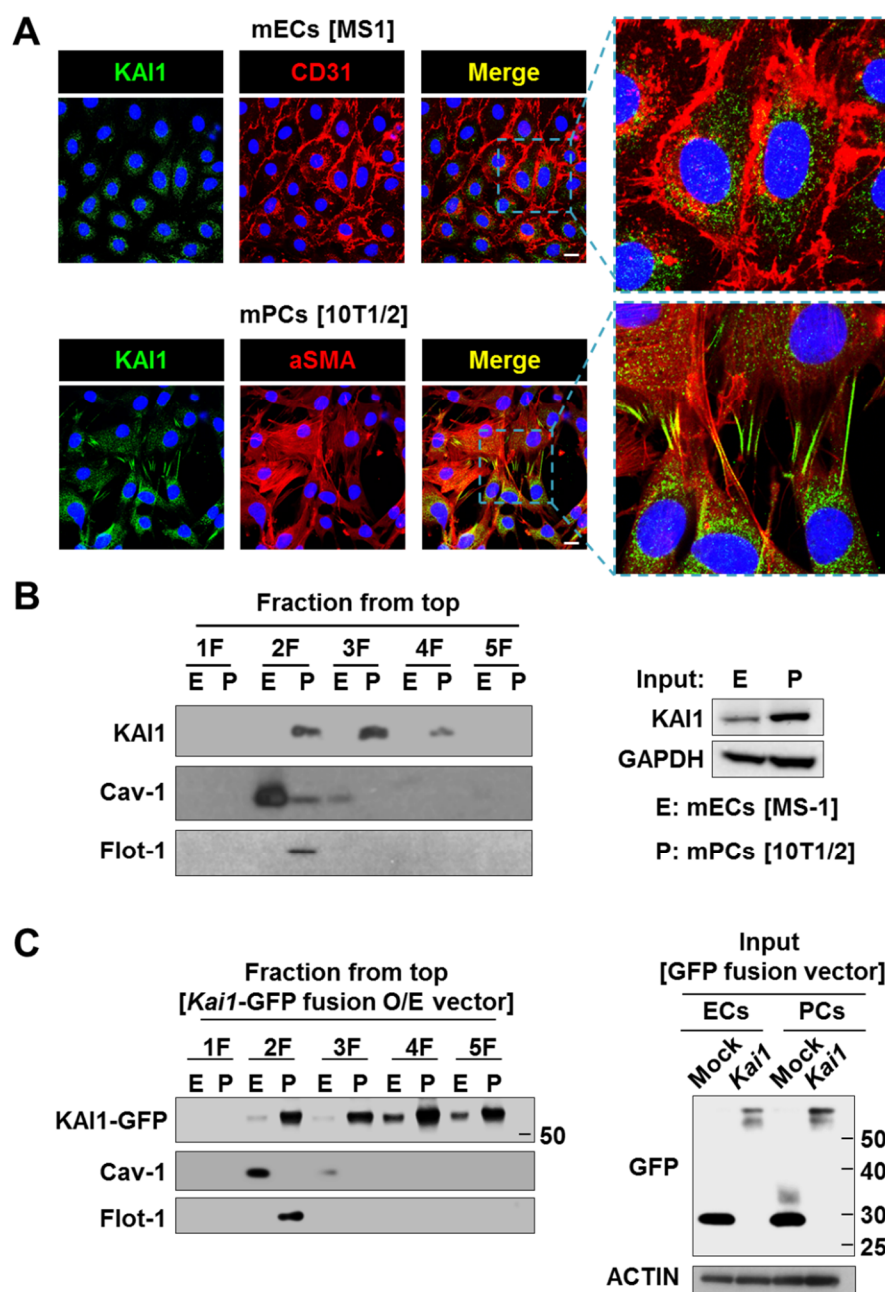 A
mECs [MS1]
KAI1 CD31 Merge
mPCs [10T1/2]
KAI1 aSMA Merge
B
Fraction from top
1F 2F 3F 4F 5F
E P E P E P E P E P
KAI1
Cav-1
Flot-1
Input: E P
KAI1
GAPDH
E: mECs [MS-1]
P: mPCs [10T1/2]
C
Fraction from top
[Kai1-GFP fusion O/E vector]
1F 2F 3F 4F 5F
E P E P E P E P E P
KAI1-GFP
50
Cav-1
Flot-1
Input
[GFP fusion vector]
ECs PCs
Mock Kai1 Mock Kai1
GFP
50
40
30
25
ACTIN